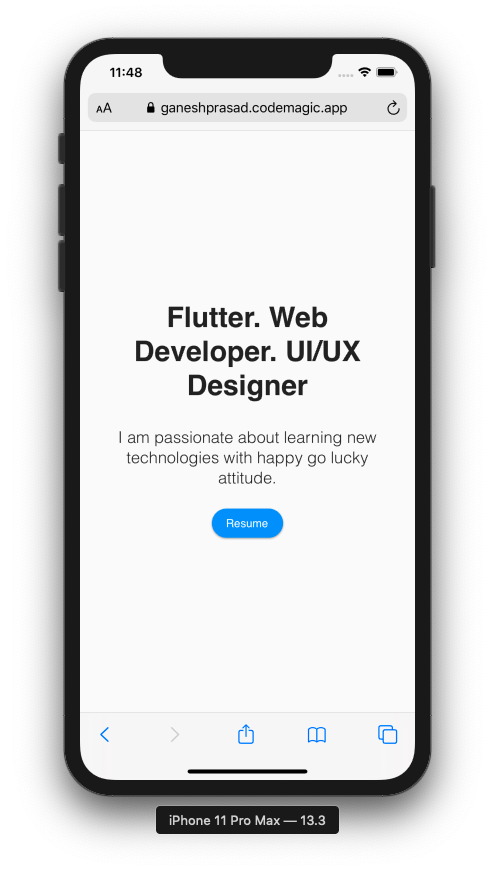 11:48
AA ganeshprasad.codemagic.app
Flutter. Web
Developer. UI/UX
Designer
I am passionate about learning new
technologies with happy go lucky
attitude.
Resume
iPhone 11 Pro Max — 13.3